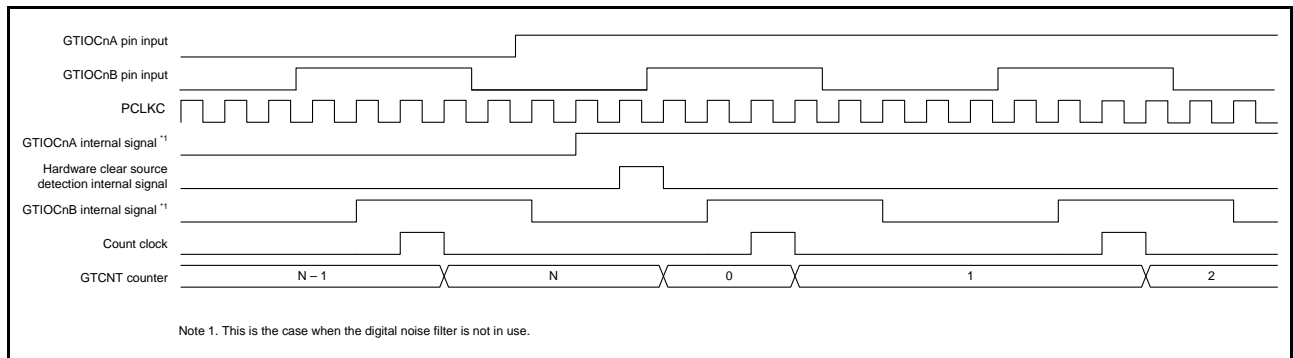 GTIOCnA pin input
GTIOCnB pin input
PCLKC
GTIOCnA internal signal *1
Hardware clear source
detection internal signal
GTIOCnB internal signal *1
Count clock
GTCNT counter
N – 1
N
0
1
2
Note 1. This is the case when the digital noise filter is not in use.